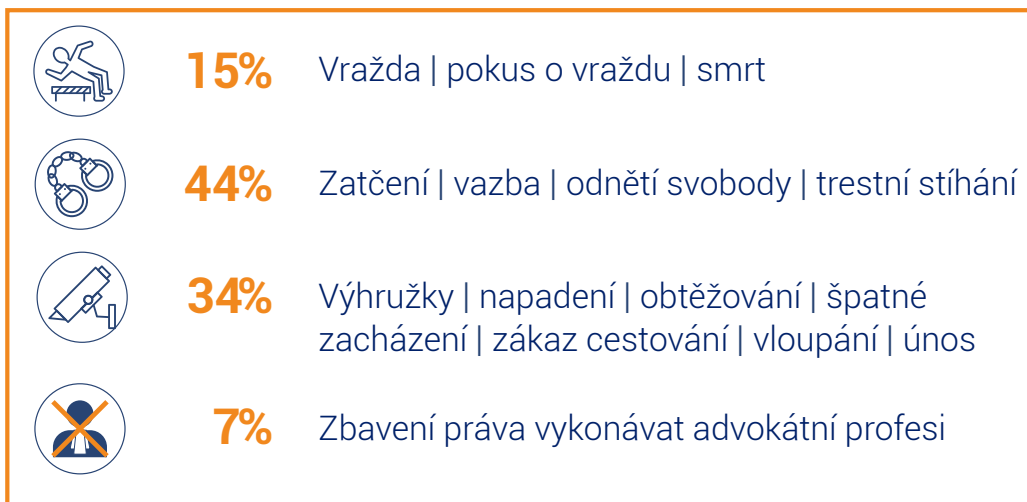 15% Vražda | pokus o vraždu | smrt
44% Zatčení | vazba | odnětí svobody | trestní stíhání
34% Výhružky | napadení | obtěžování | špatné
zacházení | zákaz cestování | vloupání | únos
7% Zbavení práva vykonávat advokátní profesi